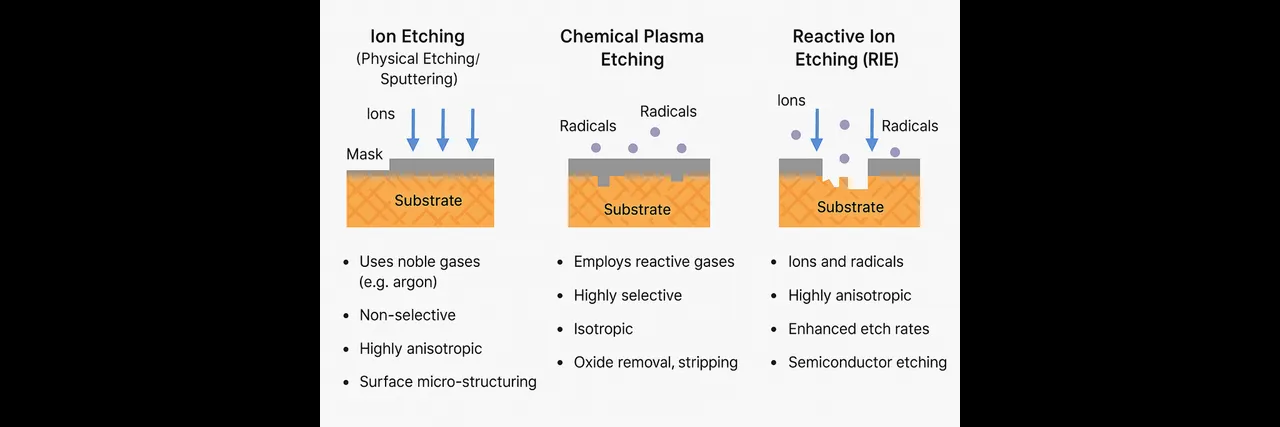 Ion Etching
(Physical Etching/
Sputtering)
Ions
Mask
Substrate
• Uses noble gases
(e.g. argon)
• Non-selective
• Highly anisotropic
• Surface micro-structuring
Chemical Plasma
Etching
Radicals
Radicals
Substrate
• Employs reactive gases
• Highly selective
• Isotropic
• Oxide removal, stripping
Reactive Ion
Etching (RIE)
Ions
Radicals
Substrate
• Ions and radicals
• Highly anisotropic
• Enhanced etch rates
• Semiconductor etching